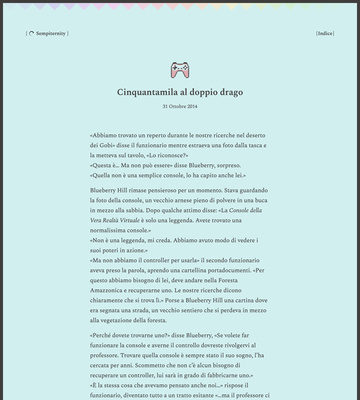 [ Sempiternity ]
[Indice]
Cinquantamila al doppio drago
31 Ottobre 2014
«Abbiamo trovato un reperto durante le nostre ricerche nel deserto
dei Gobi» disse il funzionario mentre estraeva una foto dalla tasca e
la metteva sul tavolo, «Lo riconosce?»
«Questa è... Ma non può essere» disse Blueberry, sorpreso.
«Quella non è una semplice console, lo ha capito anche lei.»
Blueberry Hill rimase pensieroso per un momento. Stava guardando
la foto della console, un vecchio arnese pieno di polvere in una buca
in mezzo alla sabbia. Dopo qualche attimo disse: «La Console della
Vera Realtà Virtuale è solo una leggenda. Avete trovato una
normalissima console.»
«Non è una leggenda, mi creda. Abbiamo avuto modo di vedere i
suoi poteri in azione.»
«Ma non abbiamo il controller per usarla» il secondo funzionario
aveva preso la parola, aprendo una cartellina portadocumenti. «Per
questo abbiamo bisogno di lei, deve andare nella Foresta
Amazzonica e recuperarne uno. Le nostre ricerche dicono
chiaramente che si trova lì.» Porse a Blueberry Hill una cartina dove
era segnata una strada, un vecchio sentiero che si perdeva in mezzo
alla vegetazione della foresta.
«Perché dovete trovarne uno?» disse Blueberry, «Se volete far
funzionare la console e averne il controllo dovreste rivolgervi al
professore. Trovare quella console è sempre stato il suo sogno, l'ha
cercata per anni. Scommetto che non c'è alcun bisogno di
recuperare un controller, lui sarà in grado di fabbricarne uno.»
«È la stessa cosa che avevamo pensato anche noi...» rispose il
funzionario, diventato tutto a un tratto esitante «...ma il professore ci